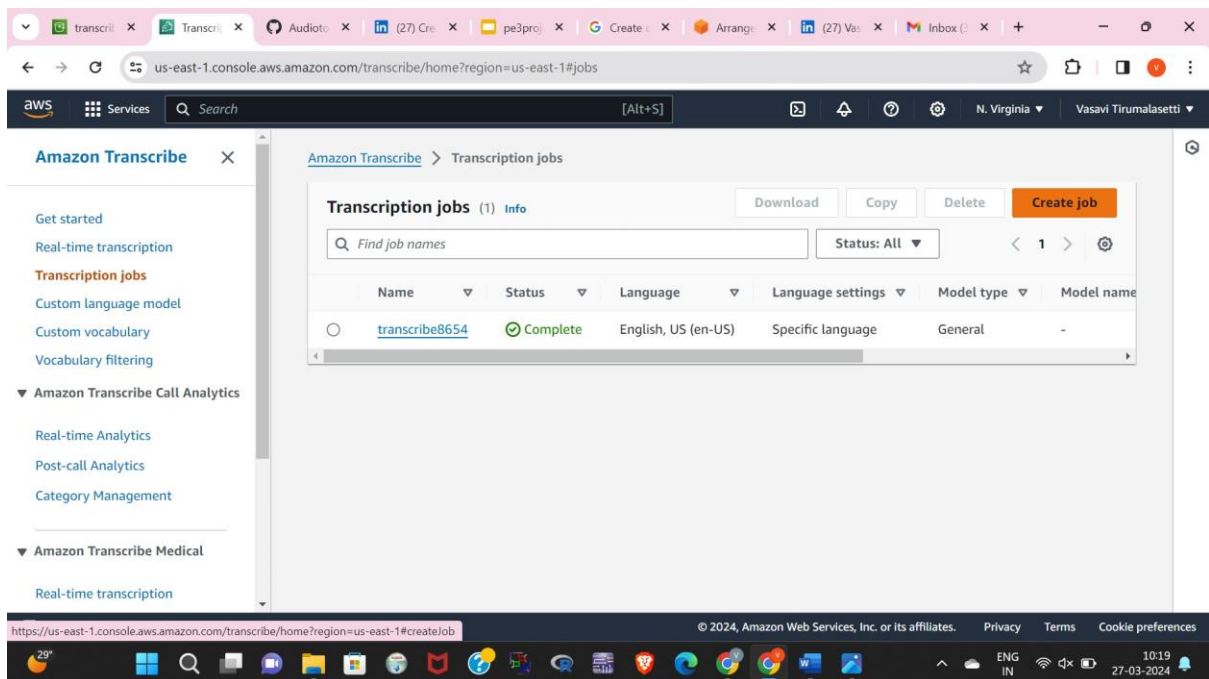 transcril
Transcri
Audioto
(27) Cre
pe3proj
Create a
Arrange
(27) Vas
Inbox (3
us-east-1.console.aws.amazon.com/transcribe/home?region=us-east-1#jobs
aws Services Search [Alt+S] N. Virginia Vasavi Tirumalasetti
Amazon Transcribe
Get started
Real-time transcription
Transcription jobs
Custom language model
Custom vocabulary
Vocabulary filtering
Amazon Transcribe Call Analytics
Real-time Analytics
Post-call Analytics
Category Management
Amazon Transcribe Medical
Real-time transcription
Amazon Transcribe > Transcription jobs
Transcription jobs (1) Info Download Copy Delete Create job
Find job names Status: All 1
Name Status Language Language settings Model type Model name
transcribe8654 Complete English, US (en-US) Specific language General -
https://us-east-1.console.aws.amazon.com/transcribe/home?region=us-east-1#createJob
© 2024, Amazon Web Services, Inc. or its affiliates. Privacy Terms Cookie preferences
29° ENG 10:19
IN 27-03-2024